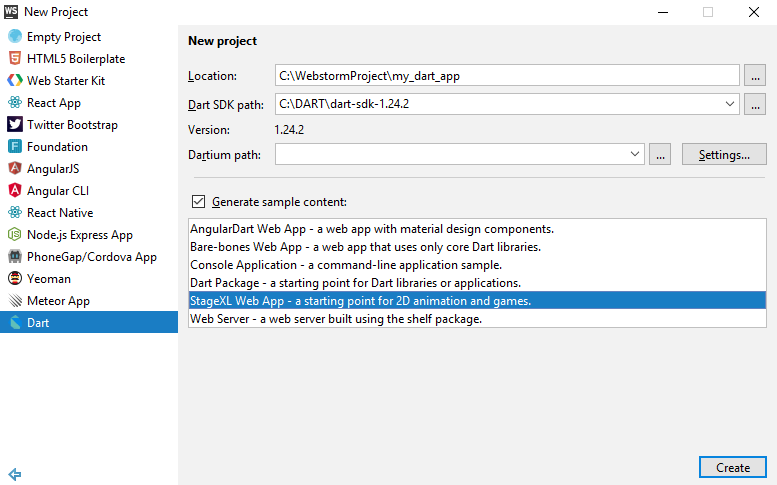 WS New Project
Empty Project
HTML5 Boilerplate
Web Starter Kit
React App
Twitter Bootstrap
Foundation
AngularJS
Angular CLI
React Native
Node.js Express App
PhoneGap/Cordova App
Yeoman
Meteor App
Dart
New project
Location: C:\WebstormProject\my_dart_app ...
Dart SDK path: C:\DART\dart-sdk-1.24.2 ...
Version: 1.24.2
Dartium path: ... Settings...
Generate sample content:
AngularDart Web App - a web app with material design components.
Bare-bones Web App - a web app that uses only core Dart libraries.
Console Application - a command-line application sample.
Dart Package - a starting point for Dart libraries or applications.
StageXL Web App - a starting point for 2D animation and games.
Web Server - a web server built using the shelf package.
Create